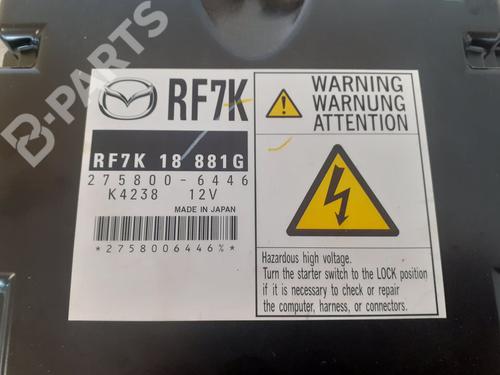 B-PARTS
RF7K
RF7K 18 881G
275800-6446
K4238 12V
MADE IN JAPAN
*2758006446%*
WARNING
WARNUNG
ATTENTION
Hazardous high voltage.
Turn the starter switch to the LOCK position
if it is necessary to check or repair
the computer, harness, or connectors.